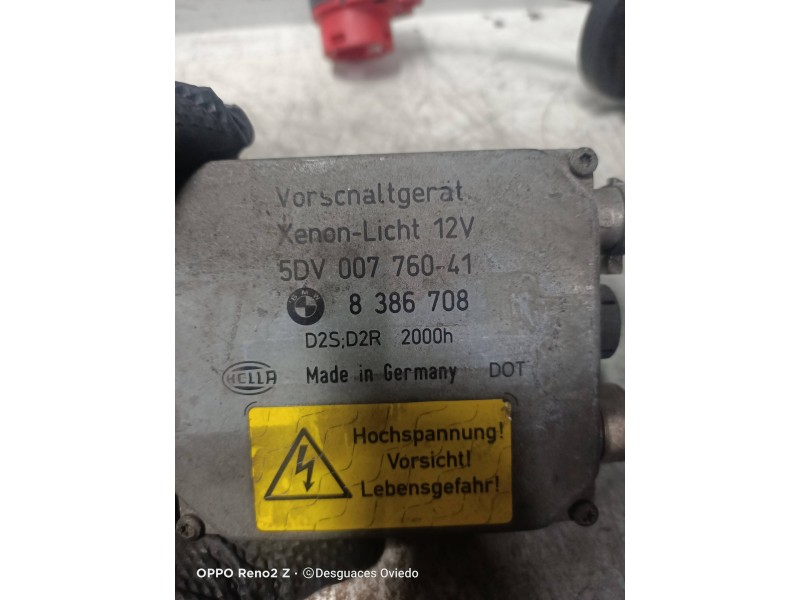 Vorschaltgerät
Xenon-Licht 12V
5DV 007 760-41
BMW
8 386 708
D2S;D2R 2000h
HELLA
Made in Germany DOT
Hochspannung!
Vorsicht!
Lebensgefahr!
OPPO Reno2 Z · ©Desguaces Oviedo